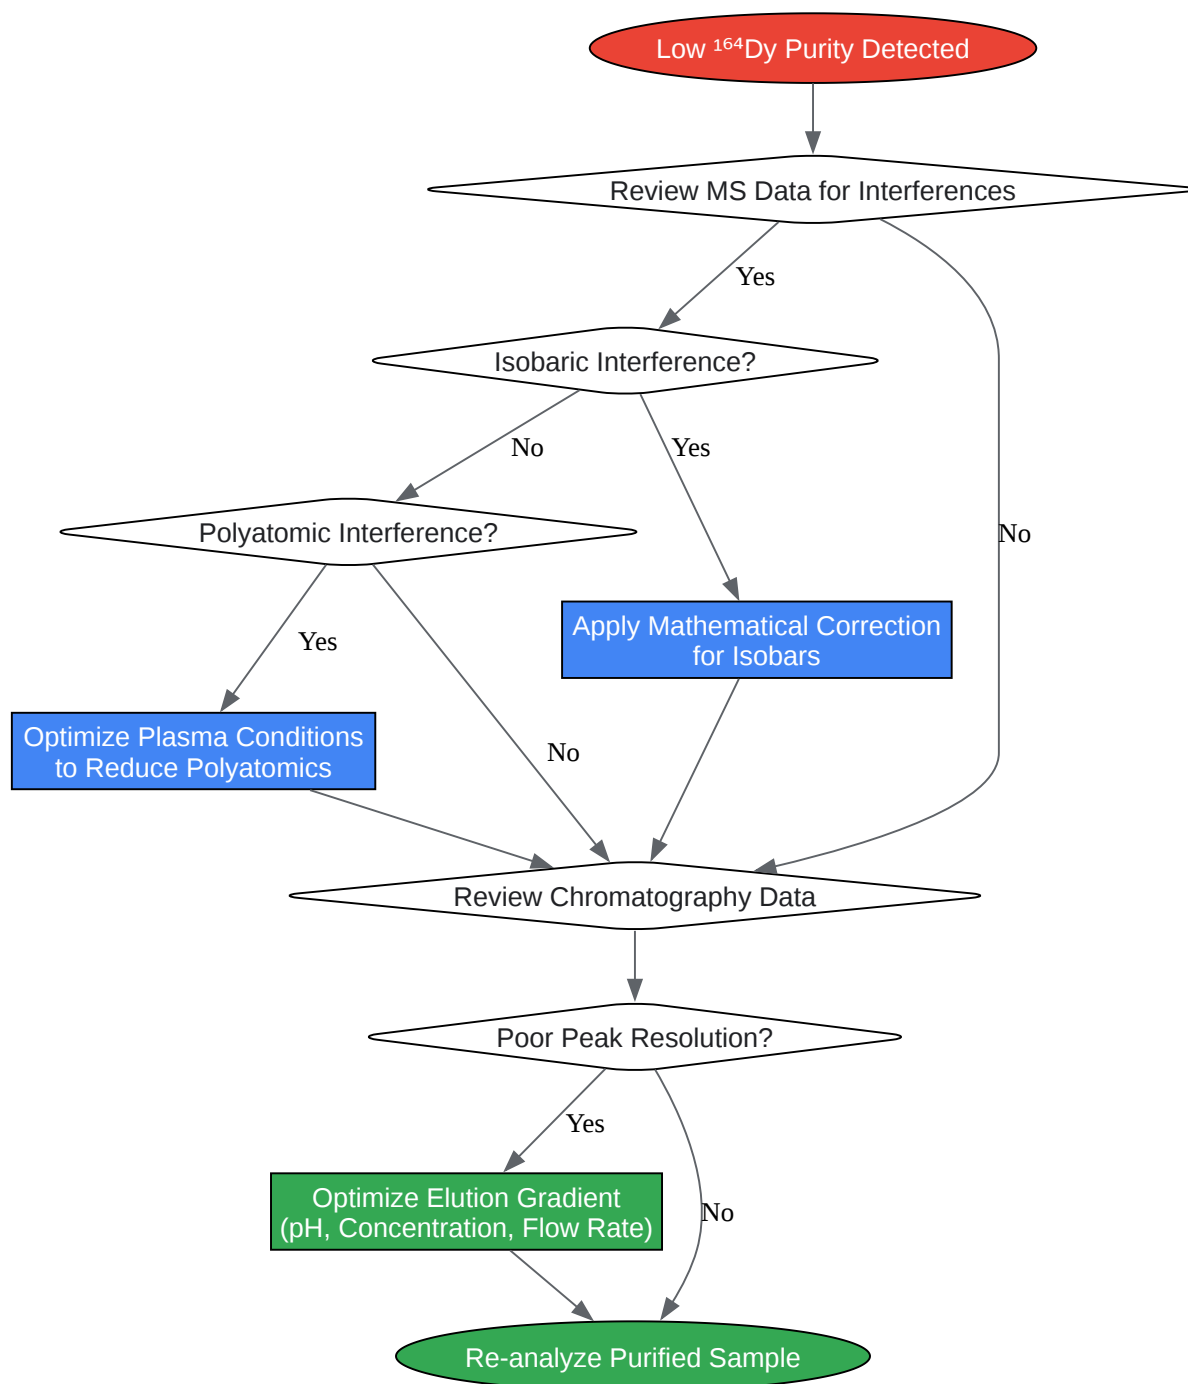 Low ¹⁶⁴Dy Purity Detected
Review MS Data for Interferences
Yes
Isobaric Interference?
No
Yes
Polyatomic Interference?
No
Apply Mathematical Correction
for Isobars
Yes
Optimize Plasma Conditions
to Reduce Polyatomics
No
Review Chromatography Data
Poor Peak Resolution?
Yes
Optimize Elution Gradient
(pH, Concentration, Flow Rate)
No
Re-analyze Purified Sample